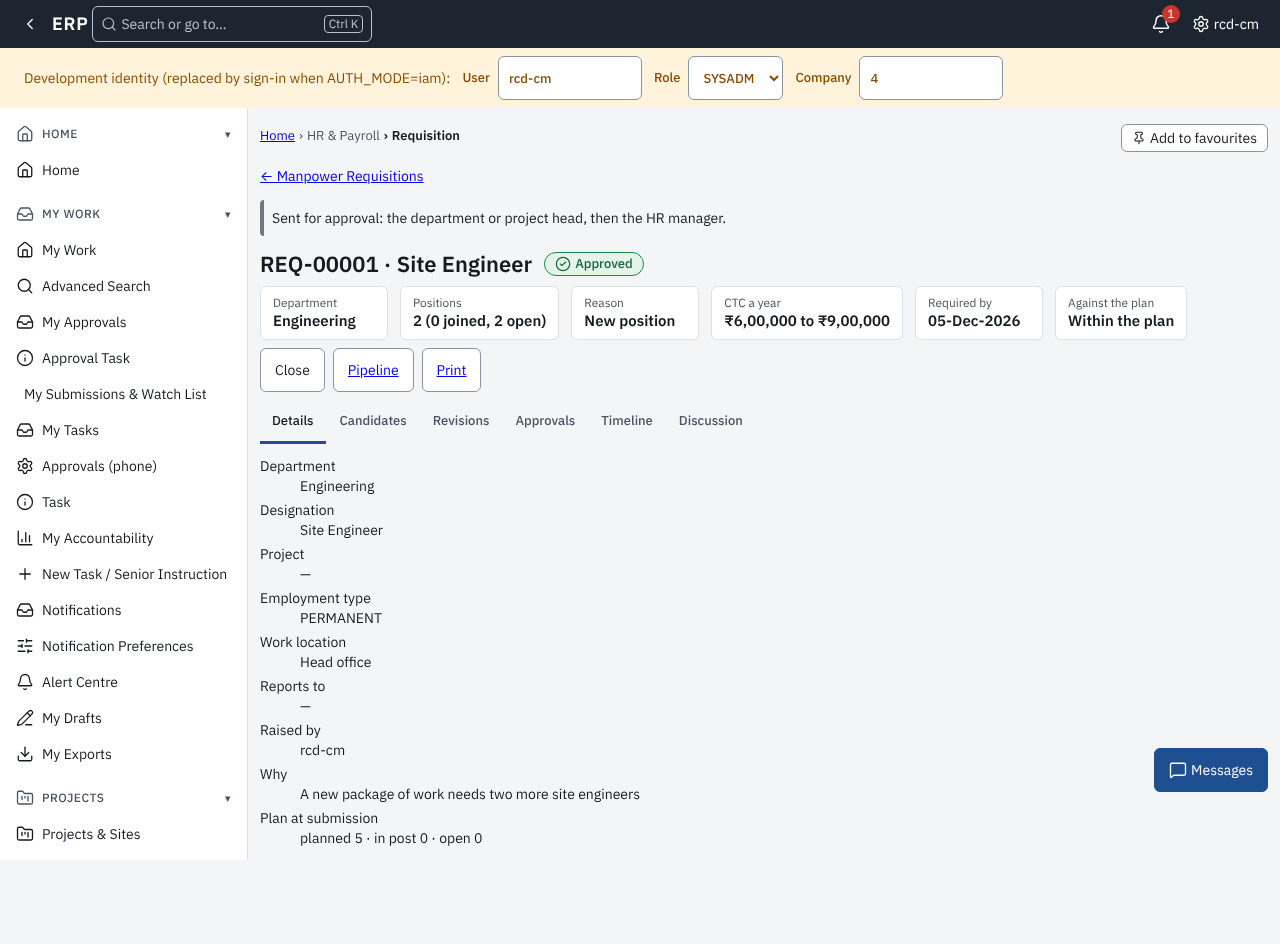 ERP
Search or go to...
Ctrl K
1
rcd-cm
Development identity (replaced by sign-in when AUTH_MODE=iam):
User
rcd-cm
Role
SYSADM
Company
4
HOME
Home
MY WORK
My Work
Advanced Search
My Approvals
Approval Task
My Submissions & Watch List
My Tasks
Approvals (phone)
Task
My Accountability
New Task / Senior Instruction
Notifications
Notification Preferences
Alert Centre
My Drafts
My Exports
PROJECTS
Projects & Sites
Home › HR & Payroll › Requisition
Add to favourites
← Manpower Requisitions
Sent for approval: the department or project head, then the HR manager.
REQ-00001 · Site Engineer
Approved
Department
Engineering
Positions
2 (0 joined, 2 open)
Reason
New position
CTC a year
₹6,00,000 to ₹9,00,000
Required by
05-Dec-2026
Against the plan
Within the plan
Close
Pipeline
Print
Details
Candidates
Revisions
Approvals
Timeline
Discussion
Department
Engineering
Designation
Site Engineer
Project
—
Employment type
PERMANENT
Work location
Head office
Reports to
—
Raised by
rcd-cm
Why
A new package of work needs two more site engineers
Plan at submission
planned 5 · in post 0 · open 0
Messages